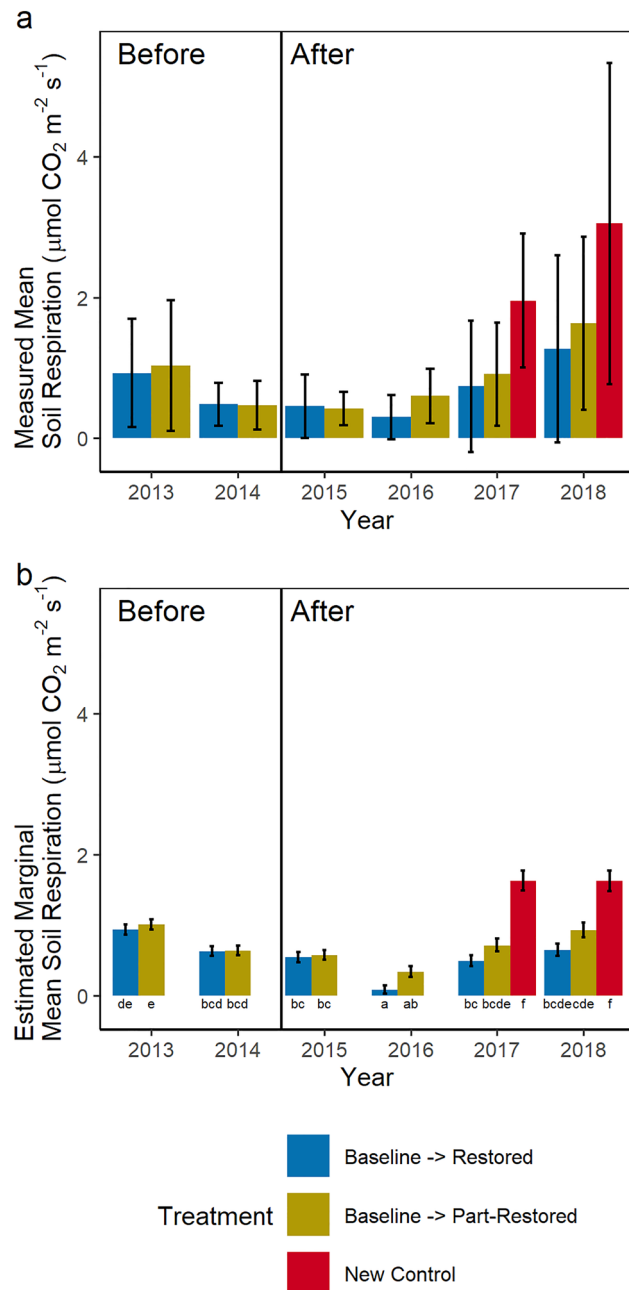 a
Before
After
Measured Mean
Soil Respiration (μmol CO₂ m⁻² s⁻¹)
4
2
0
2013 2014 2015 2016 2017 2018
Year
b
Before
After
Estimated Marginal
Mean Soil Respiration (μmol CO₂ m⁻² s⁻¹)
4
2
0
de e bcd bcd bc bc a ab bc bcde f bcde cde f
2013 2014 2015 2016 2017 2018
Year
Treatment
Baseline -> Restored
Baseline -> Part-Restored
New Control